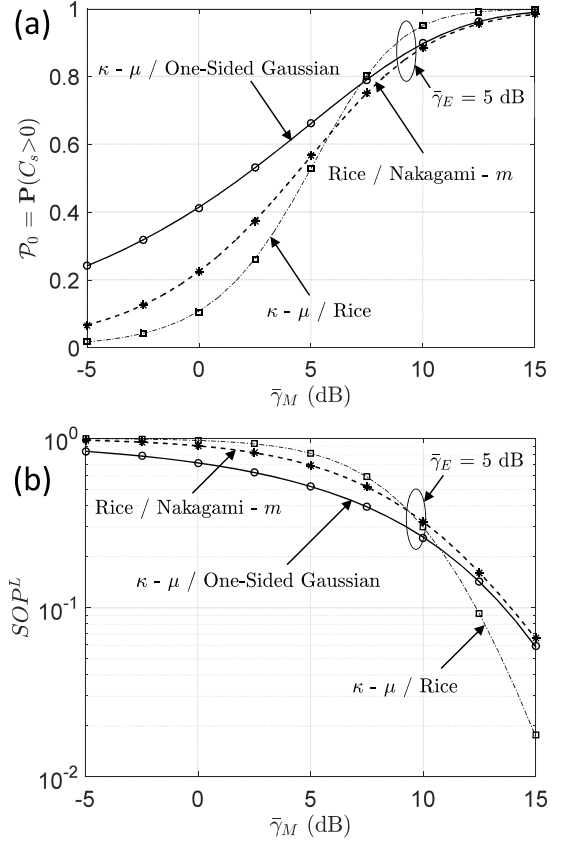 (a)
1
0.8
0.6
0.4
0.2
0
κ - μ / One-Sided Gaussian
γ̄_E = 5 dB
Rice / Nakagami - m
κ - μ / Rice
𝒫₀ = 𝐏(C_s>0)
-5 0 5 10 15
γ̄_M (dB)
(b)
10⁰
10⁻¹
10⁻²
γ̄_E = 5 dB
Rice / Nakagami - m
κ - μ / One-Sided Gaussian
κ - μ / Rice
SOP^L
-5 0 5 10 15
γ̄_M (dB)